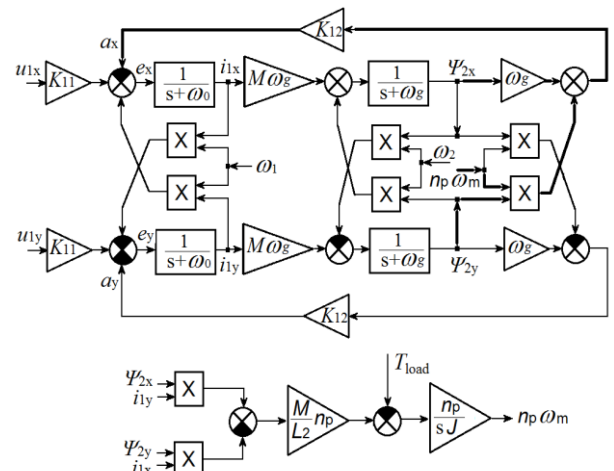 K12
ax
u1x K11 ex 1 i1x Mωg 1 Ψ2x ωg
s+ω0 s+ωg
X X X
ω1 ω2
X X npωm X
u1y K11 ey 1 i1y Mωg 1 Ψ2y ωg
s+ω0 s+ωg
ay
K12
Ψ2x X Tload
i1y
M np np npωm
L2 sJ
Ψ2y X
i1x